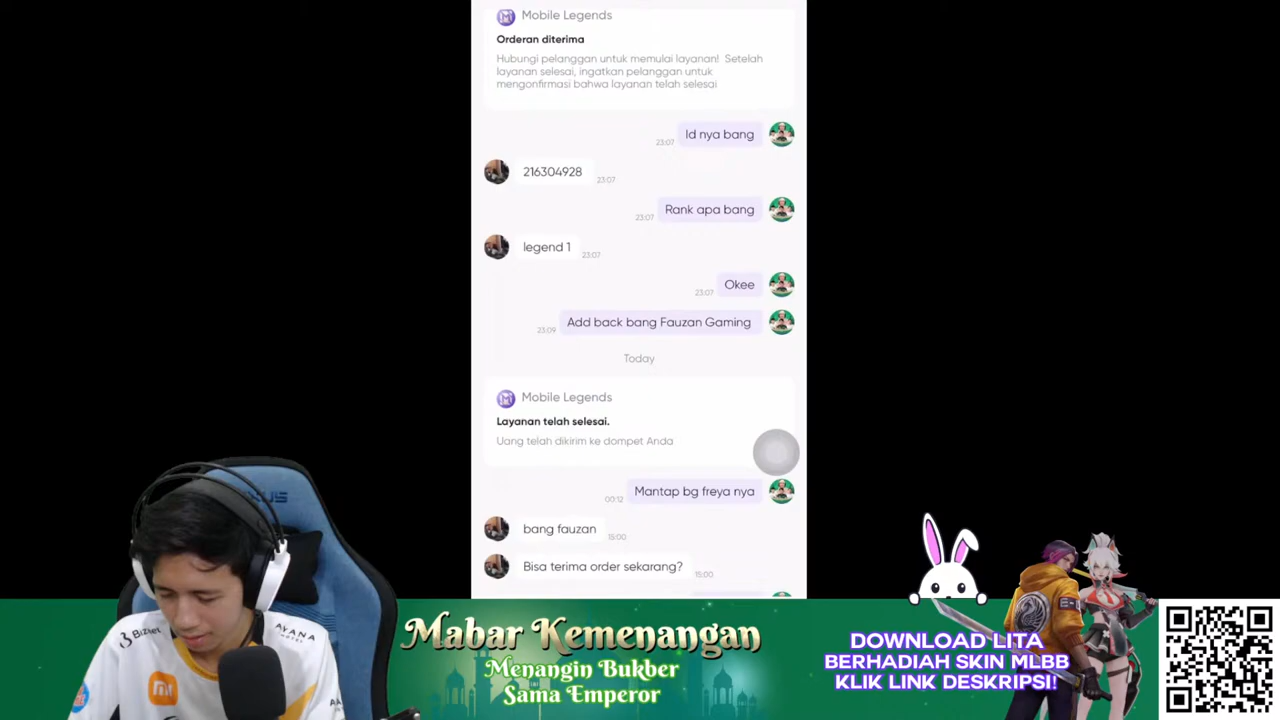 Mobile Legends
Orderan diterima
Hubungi pelanggan untuk memulai layanan! Setelah
layanan selesai, ingatkan pelanggan untuk
mengonfirmasi bahwa layanan telah selesai
Id nya bang
23:07
216304928
23:07
Rank apa bang
23:07
legend 1
23:07
Okee
23:07
Add back bang Fauzan Gaming
23:09
Today
Mobile Legends
Layanan telah selesai.
Uang telah dikirim ke dompet Anda
Mantap bg freya nya
00:12
bang fauzan
15:00
Bisa terima order sekarang?
15:00
Biznet
AYANA
HOTEL
Mabar Kemenangan
Menangin Bukber
Sama Emperor
DOWNLOAD LITA
BERHADIAH SKIN MLBB
KLIK LINK DESKRIPSI!